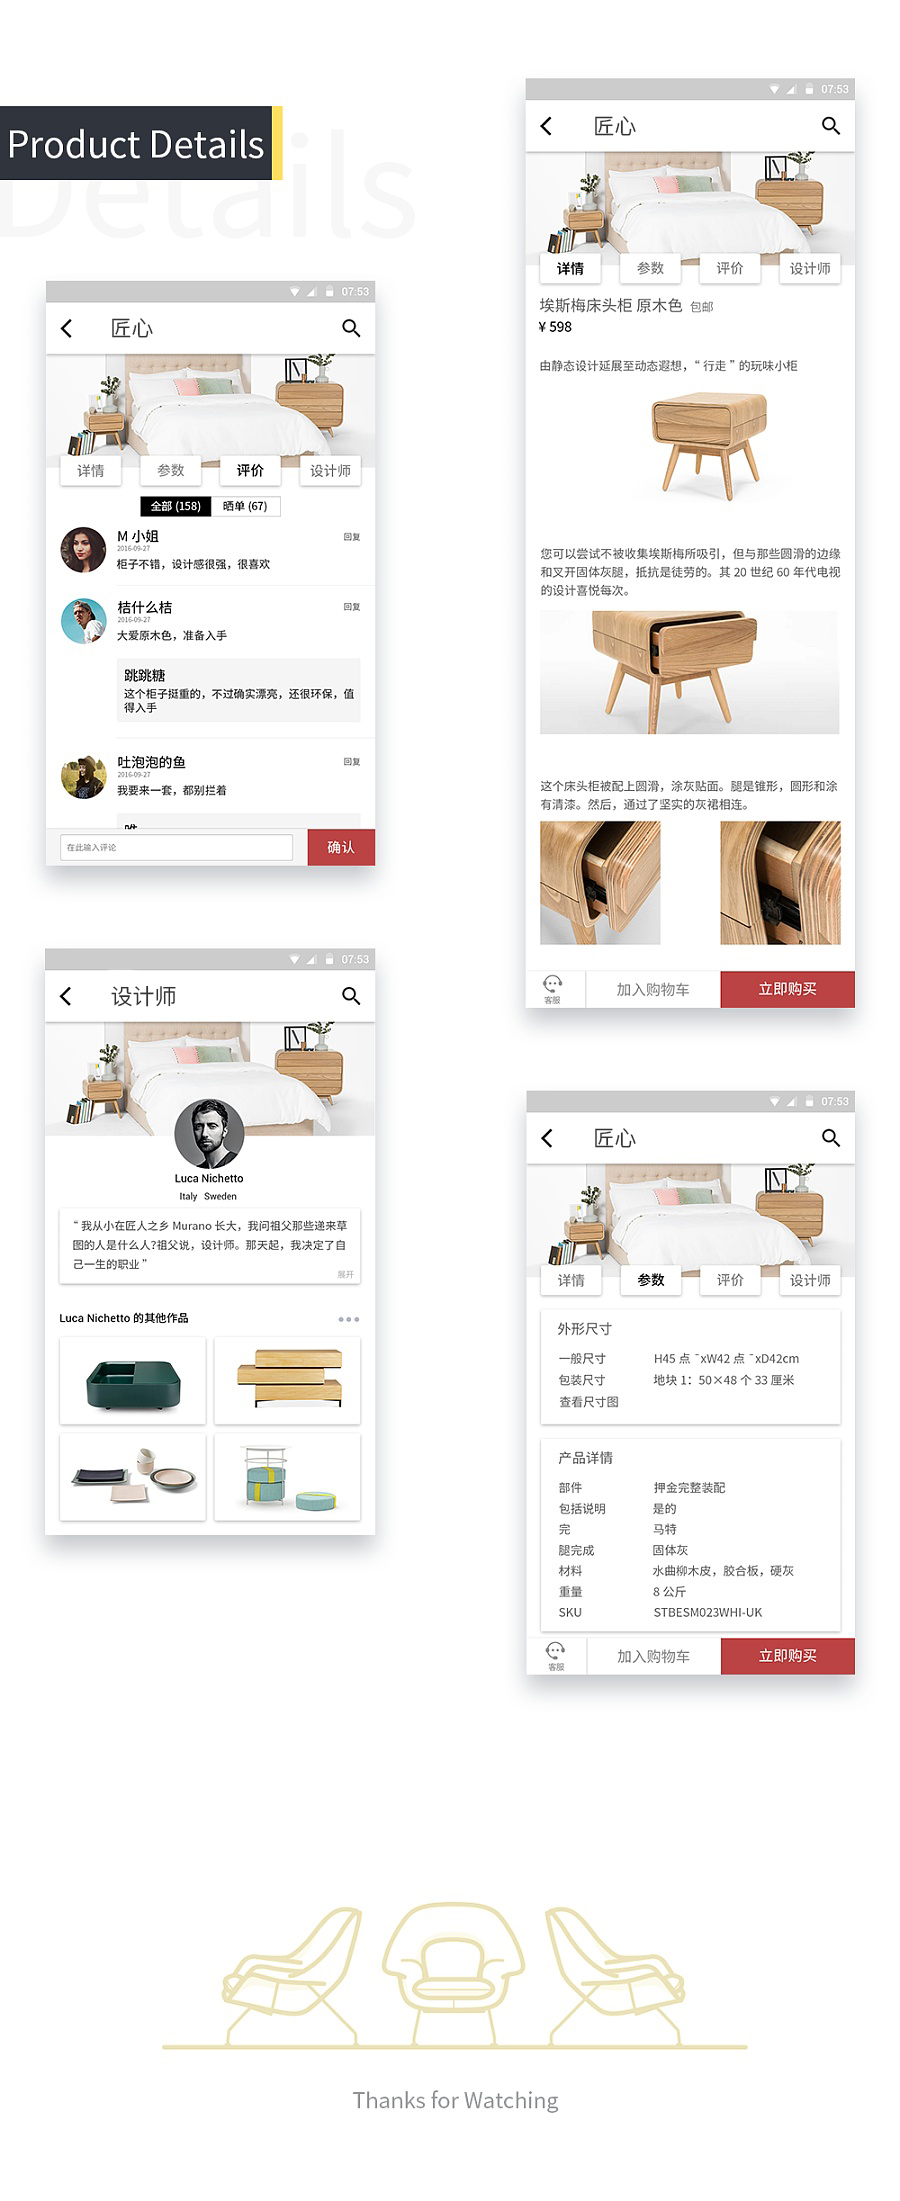 Product Details
Details
07:53
匠心
详情 参数 评价 设计师
全部 (158) 晒单 (67)
M 小姐 回复
2016-09-27
柜子不错，设计感很强，很喜欢
桔什么桔 回复
2016-09-27
大爱原木色，准备入手
跳跳糖
这个柜子挺重的，不过确实漂亮，还很环保，值
得入手
吐泡泡的鱼 回复
2016-09-27
我要来一套，都别拦着
在此输入评论 确认
07:53
匠心
详情 参数 评价 设计师
埃斯梅床头柜 原木色 包邮
¥ 598
由静态设计延展至动态遐想，“ 行走 ” 的玩味小柜
您可以尝试不被收集埃斯梅所吸引，但与那些圆滑的边缘
和叉开固体灰腿，抵抗是徒劳的。其 20 世纪 60 年代电视
的设计喜悦每次。
这个床头柜被配上圆滑，涂灰贴面。腿是锥形，圆形和涂
有清漆。然后，通过了坚实的灰裙相连。
客服 加入购物车 立即购买
07:53
设计师
Luca Nichetto
Italy Sweden
“ 我从小在匠人之乡 Murano 长大，我问祖父那些递来草
图的人是什么人?祖父说，设计师。那天起，我决定了自
己一生的职业 ”
展开
Luca Nichetto 的其他作品
07:53
匠心
详情 参数 评价 设计师
外形尺寸
一般尺寸 H45 点 ˉxW42 点 ˉxD42cm
包装尺寸 地块 1：50×48 个 33 厘米
查看尺寸图
产品详情
部件 押金完整装配
包括说明 是的
完 马特
腿完成 固体灰
材料 水曲柳木皮，胶合板，硬灰
重量 8 公斤
SKU STBESM023WHI-UK
客服 加入购物车 立即购买
Thanks for Watching